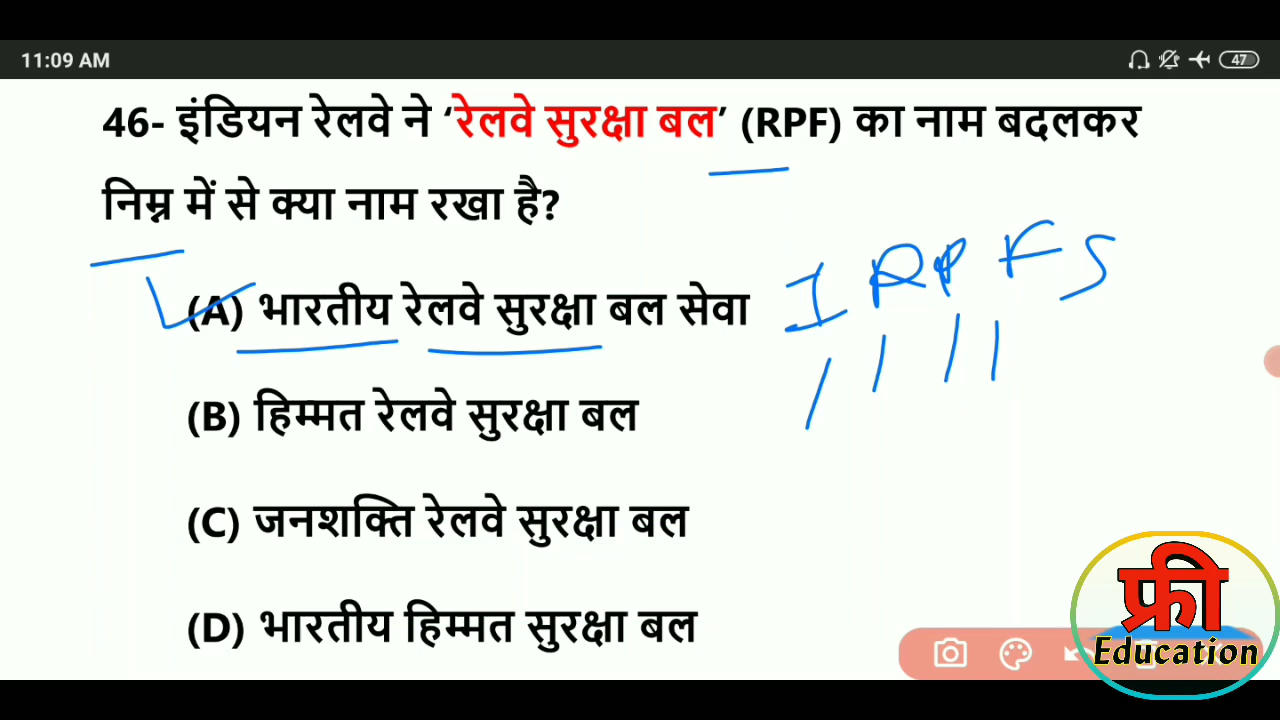 11:09 AM
47
46- इंडियन रेलवे ने ‘रेलवे सुरक्षा बल’ (RPF) का नाम बदलकर
निम्न में से क्या नाम रखा है?
(A) भारतीय रेलवे सुरक्षा बल सेवा
I R P F S
(B) हिम्मत रेलवे सुरक्षा बल
(C) जनशक्ति रेलवे सुरक्षा बल
(D) भारतीय हिम्मत सुरक्षा बल
फ्री
Education